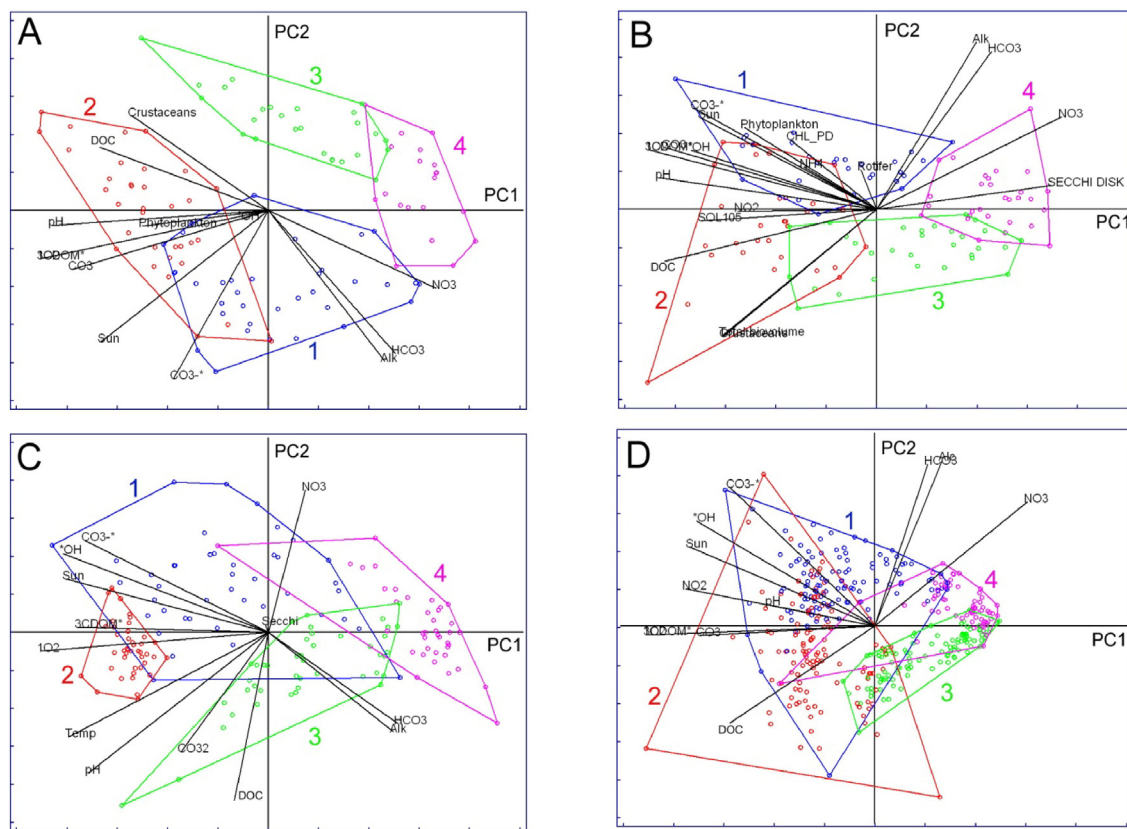 A
PC2
3
2
Crustaceans
DOC
4
PC1
pH
Phytoplankton
CO3
NO3
Sun
HCO3
1
Alk
CO3-*
B
PC2
Alk
HCO3
1
4
CO3-*
Sun
Phytoplankton
NO3
CHL_PD
NH4
Rotifer
pH
SECCHI DISK
NO2
PC1
SOL105
DOC
2
3
Crustaceans
C
PC2
1
NO3
CO3-*
*OH
4
Sun
Secchi
3CDOM*
PC1
1O2
2
3
HCO3
Temp
Alk
CO32
pH
DOC
D
PC2
HCO3
CO3-*
NO3
*OH
1
Sun
4
NO2
pH
CO3
PC1
2
3
DOC